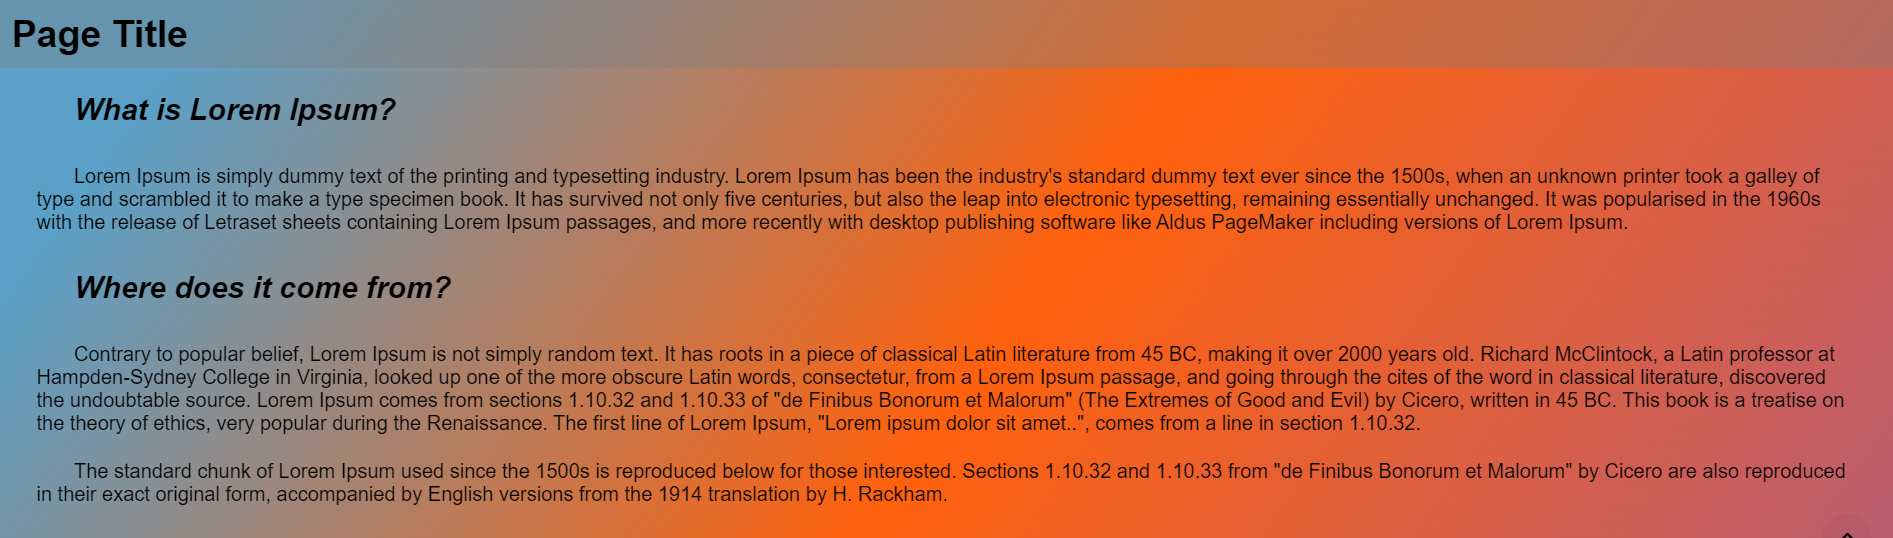 Page Title
What is Lorem Ipsum?
Lorem Ipsum is simply dummy text of the printing and typesetting industry. Lorem Ipsum has been the industry's standard dummy text ever since the 1500s, when an unknown printer took a galley of
type and scrambled it to make a type specimen book. It has survived not only five centuries, but also the leap into electronic typesetting, remaining essentially unchanged. It was popularised in the 1960s
with the release of Letraset sheets containing Lorem Ipsum passages, and more recently with desktop publishing software like Aldus PageMaker including versions of Lorem Ipsum.
Where does it come from?
Contrary to popular belief, Lorem Ipsum is not simply random text. It has roots in a piece of classical Latin literature from 45 BC, making it over 2000 years old. Richard McClintock, a Latin professor at
Hampden-Sydney College in Virginia, looked up one of the more obscure Latin words, consectetur, from a Lorem Ipsum passage, and going through the cites of the word in classical literature, discovered
the undoubtable source. Lorem Ipsum comes from sections 1.10.32 and 1.10.33 of "de Finibus Bonorum et Malorum" (The Extremes of Good and Evil) by Cicero, written in 45 BC. This book is a treatise on
the theory of ethics, very popular during the Renaissance. The first line of Lorem Ipsum, "Lorem ipsum dolor sit amet..", comes from a line in section 1.10.32.
The standard chunk of Lorem Ipsum used since the 1500s is reproduced below for those interested. Sections 1.10.32 and 1.10.33 from "de Finibus Bonorum et Malorum" by Cicero are also reproduced
in their exact original form, accompanied by English versions from the 1914 translation by H. Rackham.